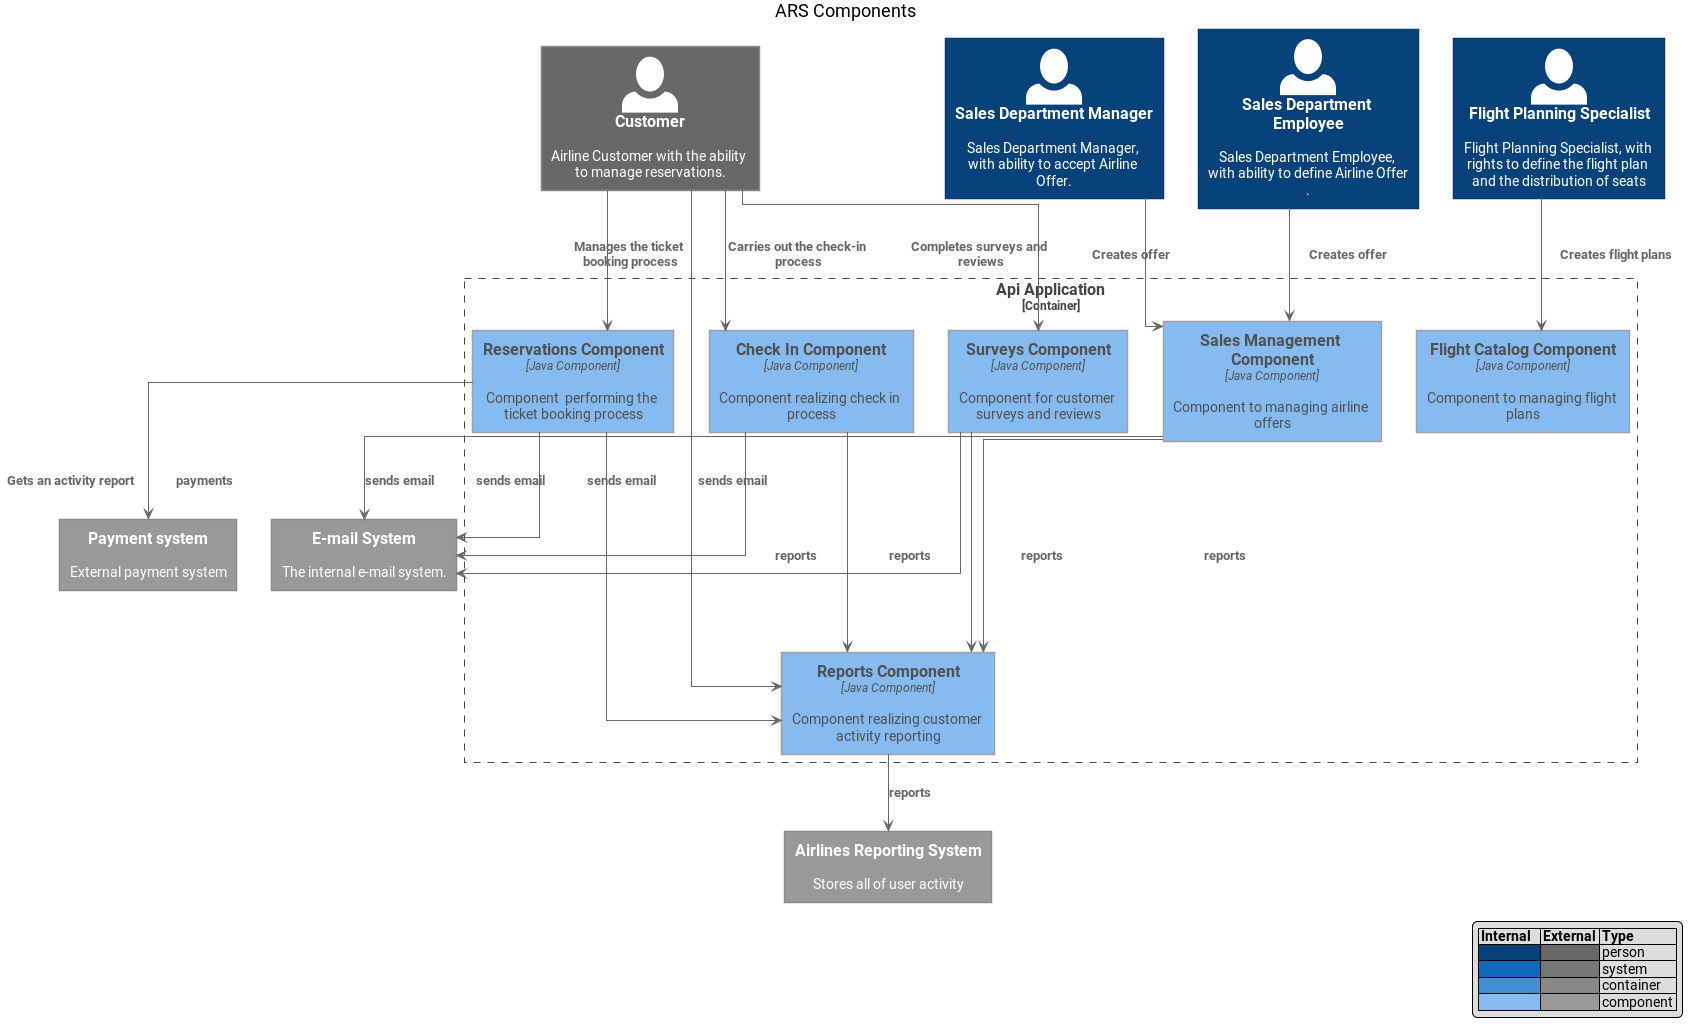 ARS Components
Customer
Airline Customer with the ability
to manage reservations.
Sales Department Manager
Sales Department Manager,
with ability to accept Airline
Offer.
Sales Department
Employee
Sales Department Employee,
with ability to define Airline Offer
.
Flight Planning Specialist
Flight Planning Specialist, with
rights to define the flight plan
and the distribution of seats
Manages the ticket
booking process
Carries out the check-in
process
Completes surveys and
reviews
Creates offer
Creates offer
Creates flight plans
Api Application
[Container]
Reservations Component
[Java Component]
Component  performing the
ticket booking process
Check In Component
[Java Component]
Component realizing check in
process
Surveys Component
[Java Component]
Component for customer
surveys and reviews
Sales Management
Component
[Java Component]
Component to managing airline
offers
Flight Catalog Component
[Java Component]
Component to managing flight
plans
Gets an activity report
payments
sends email
sends email
sends email
sends email
Payment system
External payment system
E-mail System
The internal e-mail system.
reports
reports
reports
reports
Reports Component
[Java Component]
Component realizing customer
activity reporting
reports
Airlines Reporting System
Stores all of user activity
Internal External Type
person
system
container
component